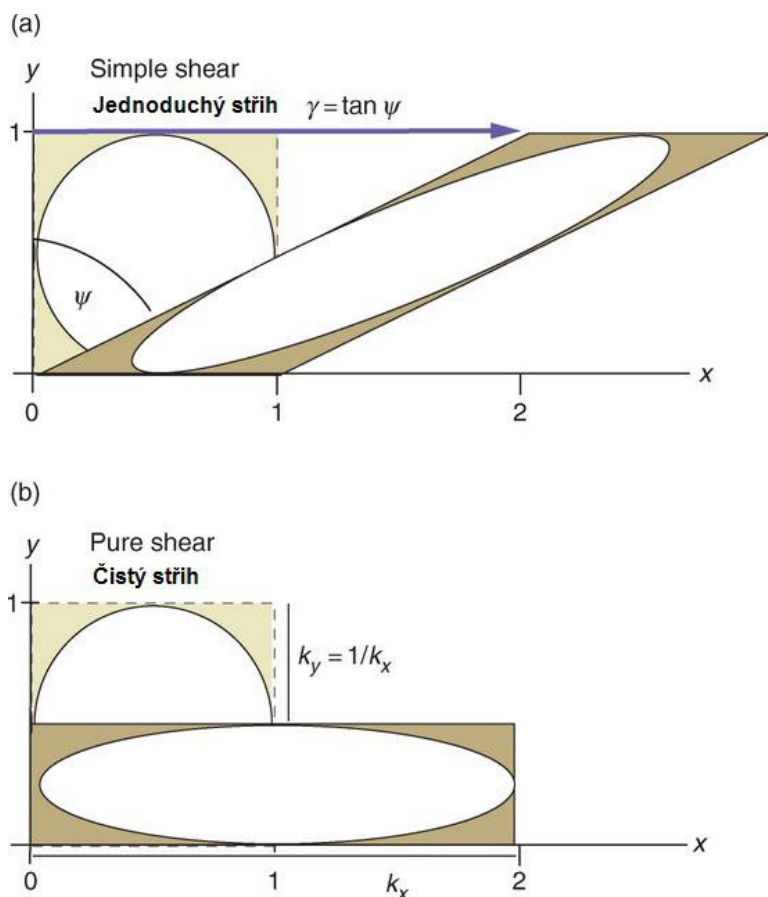 (a)
y
Simple shear
Jednoduchý střih
γ = tan ψ
1
ψ
x
0
1
2
(b)
y
Pure shear
Čistý střih
1
k_y = 1/k_x
x
0
1
k_x
2